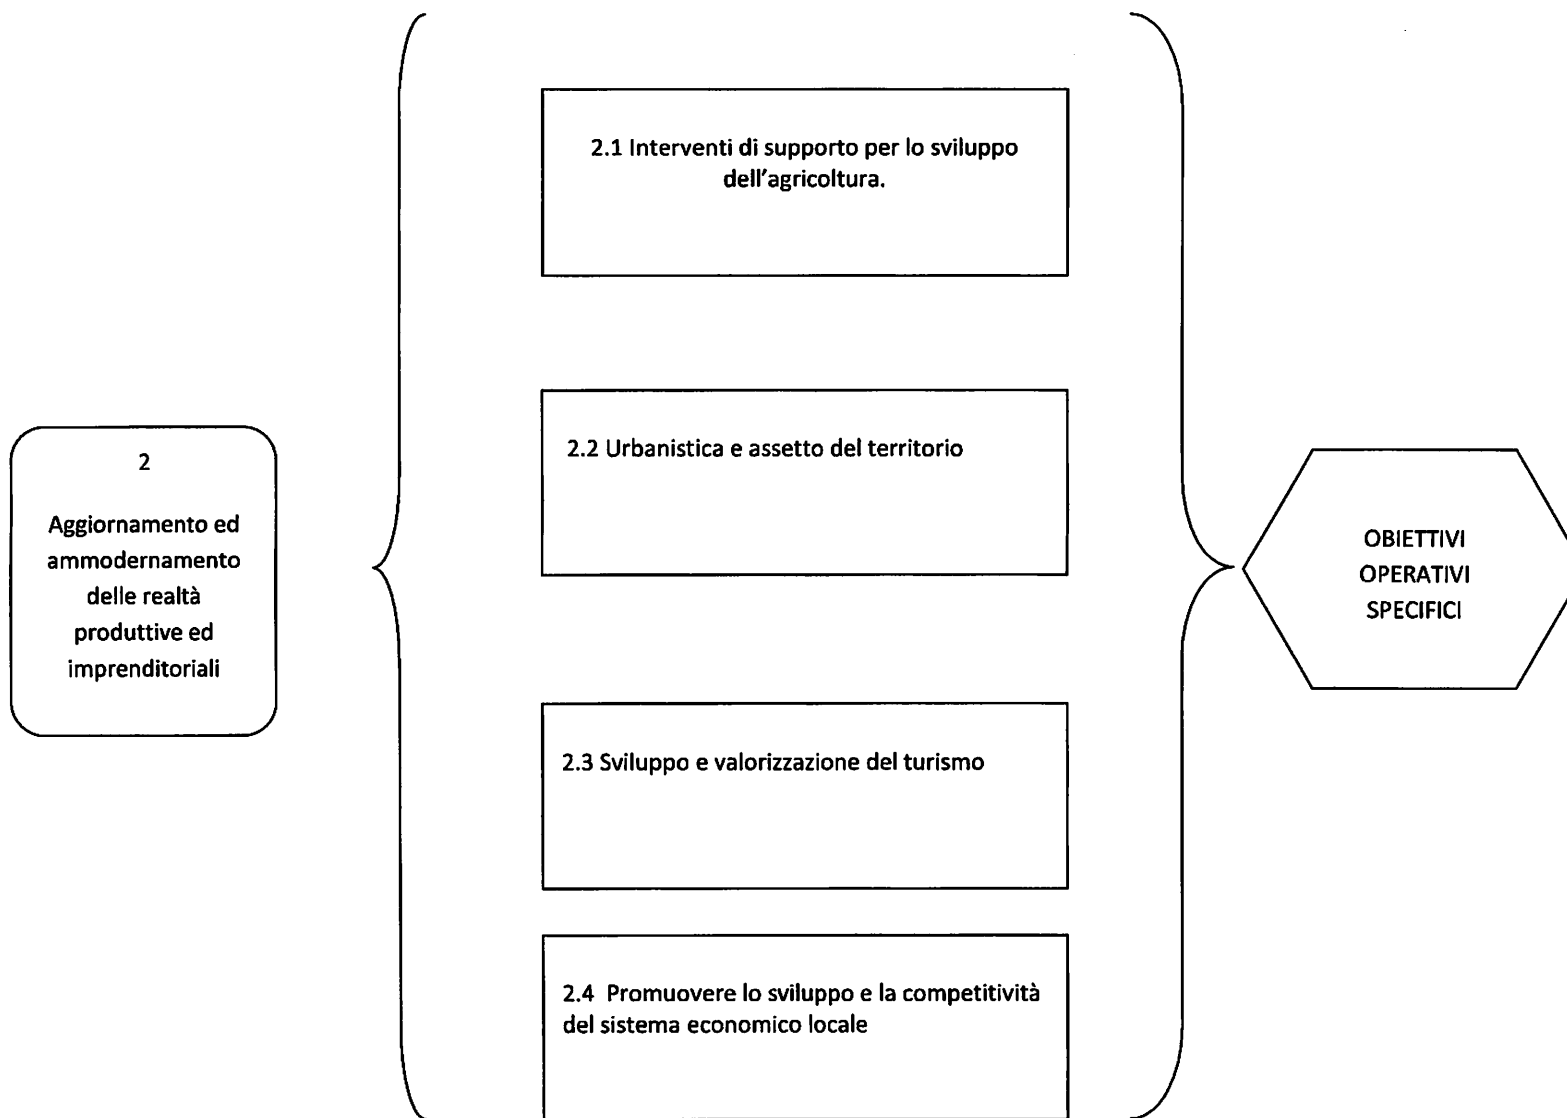 2
Aggiornamento ed
ammodernamento
delle realtà
produttive ed
imprenditoriali
2.1 Interventi di supporto per lo sviluppo
dell'agricoltura.
2.2 Urbanistica e assetto del territorio
2.3 Sviluppo e valorizzazione del turismo
2.4 Promuovere lo sviluppo e la competitività
del sistema economico locale
OBIETTIVI
OPERATIVI
SPECIFICI